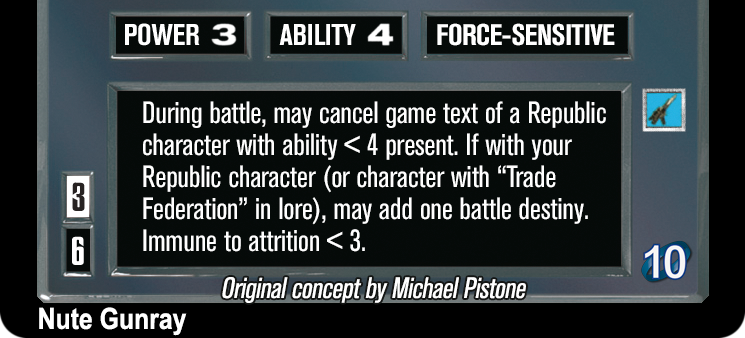 POWER 3 ABILITY 4 FORCE-SENSITIVE
During battle, may cancel game text of a Republic
character with ability < 4 present. If with your
Republic character (or character with “Trade
Federation” in lore), may add one battle destiny.
Immune to attrition < 3.
3
6
10
Original concept by Michael Pistone
Nute Gunray